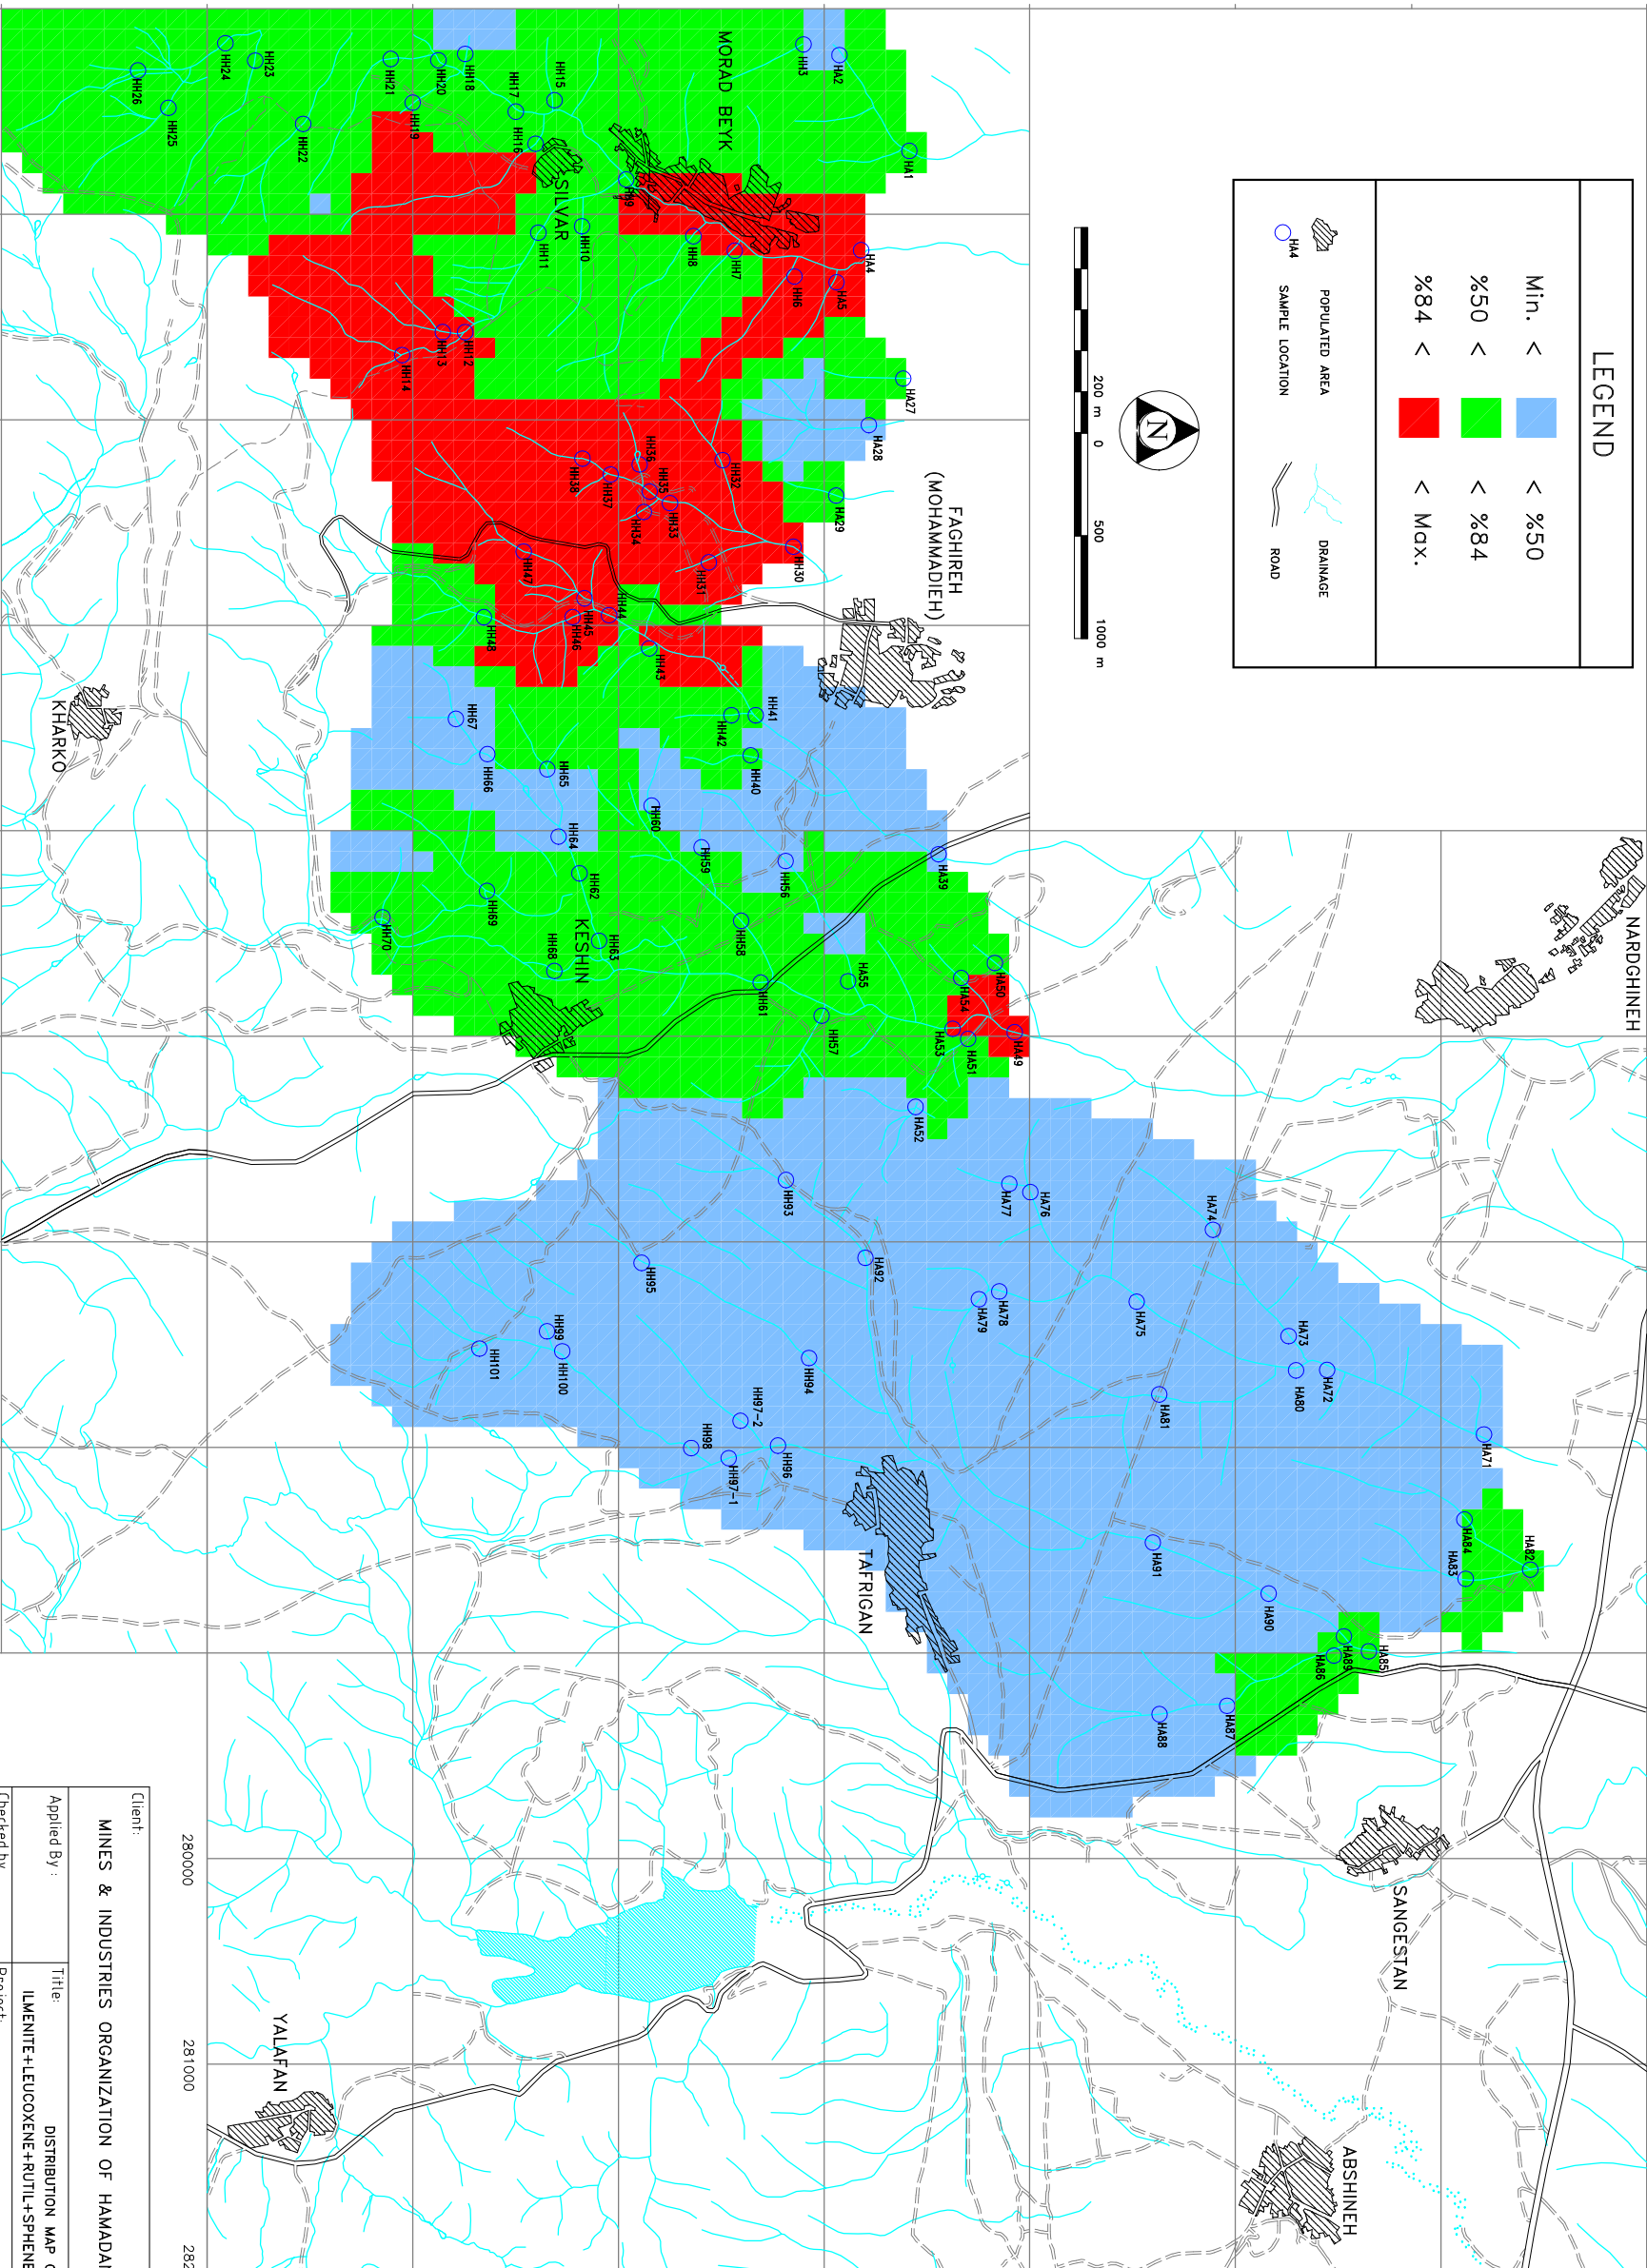 LEGEND
Min. < < %50
%50 < < %84
%84 < < Max.
POPULATED AREA
DRAINAGE
HA4
SAMPLE LOCATION
ROAD
200 m 0 500 1000 m
N
NARDGHINEH
FAGHIREH
(MOHAMMADIEH)
MORAD BEYK
SILVAR
KHARKO
KESHIN
TAFRIGAN
SANGESTAN
ABSHINEH
YALAFAN
HA1
HA2
HH3
HA4
HA5
HH6
HH7
HH8
HH9
HH10
HH11
HH12
HH13
HH14
HH15
HH16
HH17
HH18
HH19
HH20
HH21
HH22
HH23
HH24
HH25
HH26
HA27
HA28
HA29
HH30
HH31
HH32
HH33
HH34
HH35
HH36
HH37
HH38
HA39
HH40
HH41
HH42
HH43
HH44
HH45
HH46
HH47
HH48
HA49
HA50
HA51
HA52
HA53
HA54
HA55
HH56
HH57
HH58
HH59
HH60
HH61
HH62
HH63
HH64
HH65
HH66
HH67
HH68
HH69
HH70
HA71
HA72
HA73
HA74
HA75
HA76
HA77
HA78
HA79
HA80
HA81
HA82
HA83
HA84
HA85
HA86
HA87
HA88
HA89
HA90
HA91
HA92
HH93
HH94
HH95
HH96
HH97-1
HH97-2
HH98
HH99
HH100
HH101
280000
281000
282
Client:
MINES & INDUSTRIES ORGANIZATION OF HAMADAN
Applied By :
Title:
DISTRIBUTION MAP
ILMENITE+LEUCOXENE+RUTIL+SPHENE
Checked by
Project: